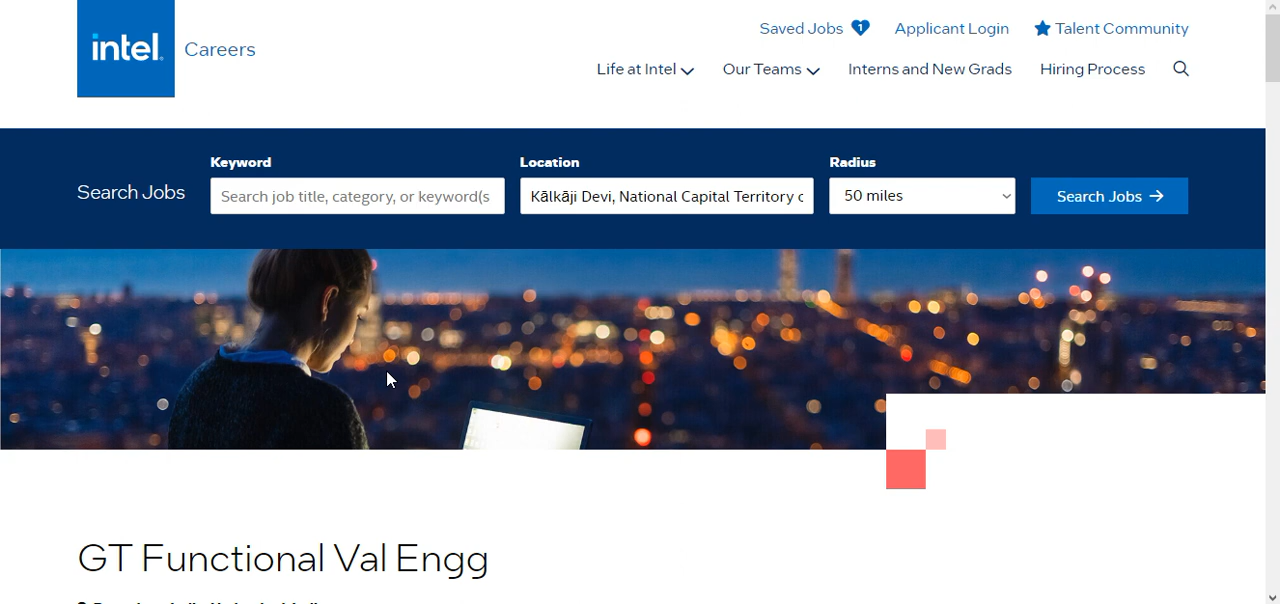 Saved Jobs 1 Applicant Login Talent Community
intel. Careers
Life at Intel Our Teams Interns and New Grads Hiring Process
Keyword Location Radius
Search Jobs Search job title, category, or keyword(s Kālkāji Devi, National Capital Territory 50 miles Search Jobs →
GT Functional Val Engg